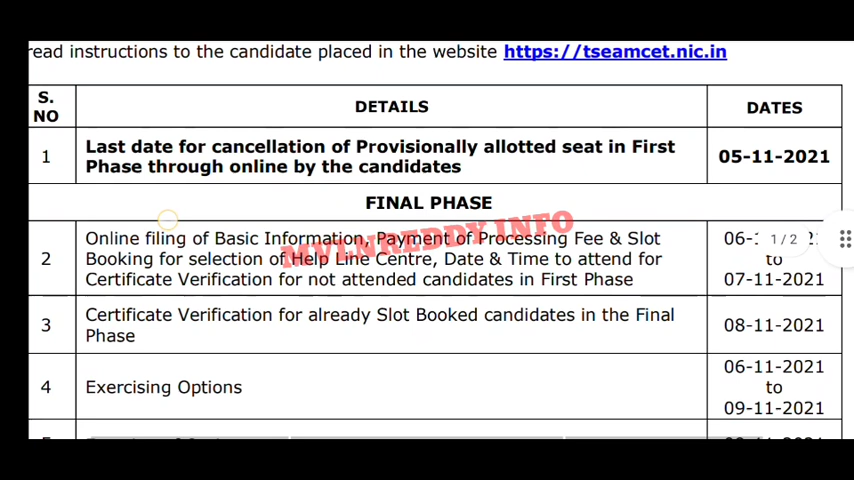 read instructions to the candidate placed in the website https://tseamcet.nic.in
S.
NO
DETAILS
DATES
1
Last date for cancellation of Provisionally allotted seat in First
Phase through online by the candidates
05-11-2021
FINAL PHASE
MVLNREDDY INFO
2
Online filing of Basic Information, Payment of Processing Fee & Slot
Booking for selection of Help Line Centre, Date & Time to attend for
Certificate Verification for not attended candidates in First Phase
1/2
to
07-11-2021
3
Certificate Verification for already Slot Booked candidates in the Final
Phase
08-11-2021
4
Exercising Options
06-11-2021
to
09-11-2021